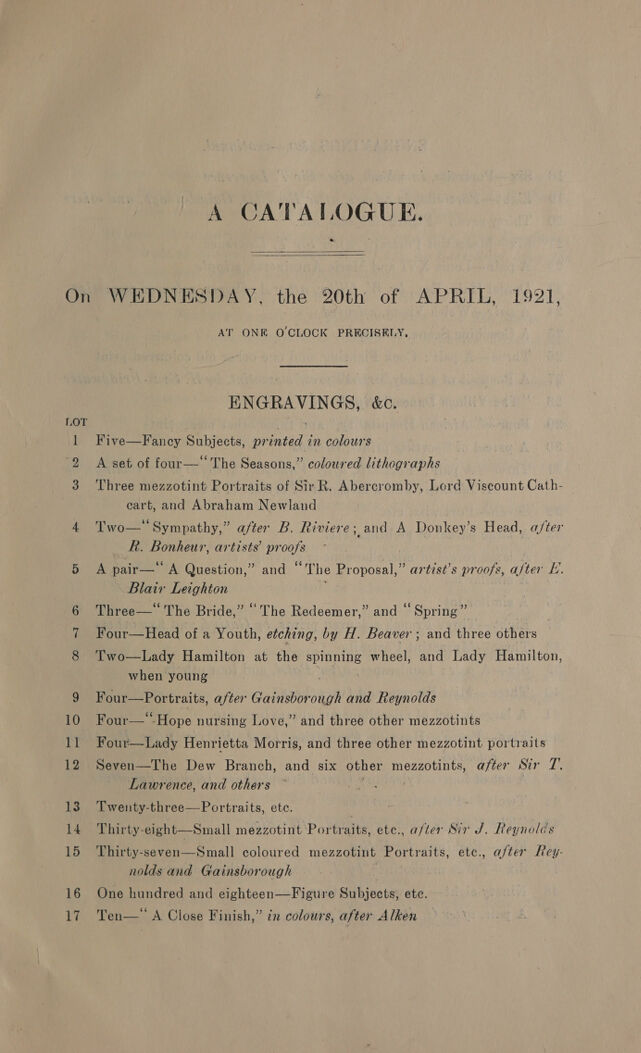 A CATALOGUE.
On WEDNESDAY, the 20th of APRIL, 1921,
AT ONE O'CLOCK PRECISELY,
ENGRAVINGS, &c.
LOT
1 Five—Fancy Subjects, printed in colours
2 A set of four—“The Seasons,” coloured lithographs
3 Three mezzotint Portraits of Sir R. Abercromby, Lord Viscount Cath-
cart, and Abraham Newland
4 Two—“Sympathy,” after B. Riviere; and A Donkey's Head, after
R. Bonheur, artists' proofs
5 A pair—“A Question,” and “The Proposal,” artist's proofs, after E.
Blair Leighton
6 Three—“The Bride,” “The Redeemer,” and “Spring”
7 Four—Head of a Youth, etching, by H. Beaver; and three others
8 Two—Lady Hamilton at the spinning wheel, and Lady Hamilton,
when young
9 Four—Portraits, after Gainsborough and Reynolds
10 Four—“Hope nursing Love,” and three other mezzotints
11 Four—Lady Henrietta Morris, and three other mezzotint portraits
12 Seven—The Dew Branch, and six other mezzotints, after Sir T.
Lawrence, and others
13 Twenty-three—Portraits, etc.
14 Thirty-eight—Small mezzotint Portraits, etc., after Sir J. Reynolds
15 Thirty-seven—Small coloured mezzotint Portraits, etc., after Rey-
nolds and Gainsborough
16 One hundred and eighteen—Figure Subjects, etc.
17 Ten—“A Close Finish,” in colours, after Alken